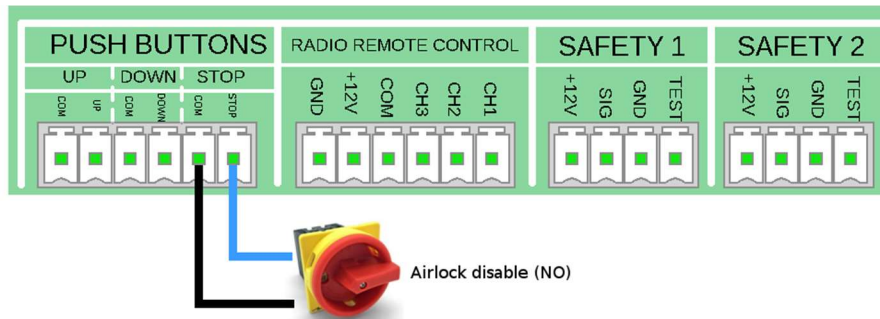 PUSH BUTTONS
UP DOWN STOP
COM UP COM DOWN COM STOP
RADIO REMOTE CONTROL
GND +12V COM CH3 CH2 CH1
SAFETY 1
+12V SIG GND TEST
SAFETY 2
+12V SIG GND TEST
Airlock disable (NO)